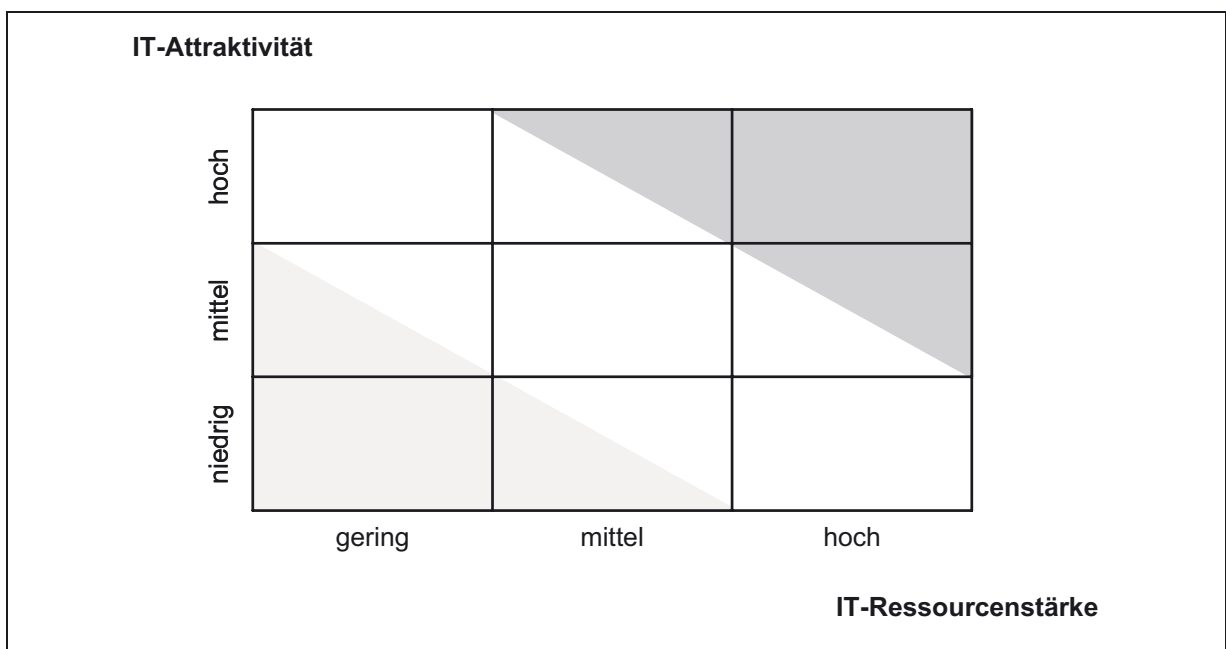 IT-Attraktivität
hoch
mittel
niedrig
gering mittel hoch
IT-Ressourcenstärke